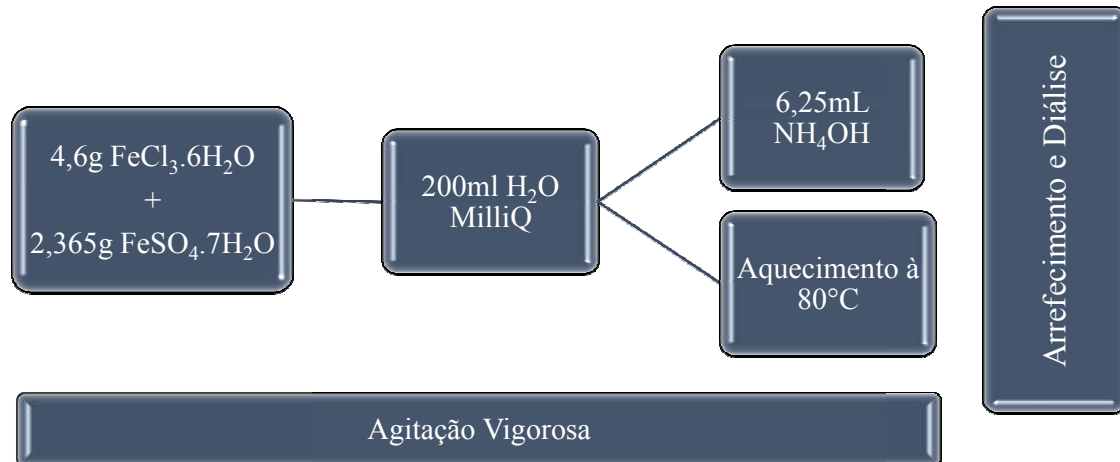 4,6g FeCl₃.6H₂O
+
2,365g FeSO₄.7H₂O
200ml H₂O
MilliQ
6,25mL
NH₄OH
Aquecimento à
80°C
Arrefecimento e Diálise
Agitação Vigorosa